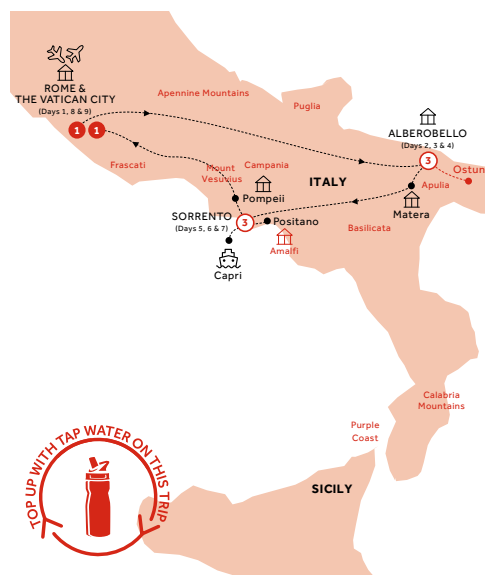 ROME &
THE VATICAN CITY
(Days 1, 8 & 9)
1
1
Apennine Mountains
Puglia
ALBEROBELLO
(Days 2, 3 & 4)
3
Ostun
Frascati
Mount
Vesuvius
Campania
ITALY
Apulia
Pompeii
Matera
SORRENTO
(Days 5, 6 & 7)
3
Positano
Basilicata
Amalfi
Capri
Calabria
Mountains
Purple
Coast
SICILY
TOP UP WITH TAP WATER ON THIS TRIP